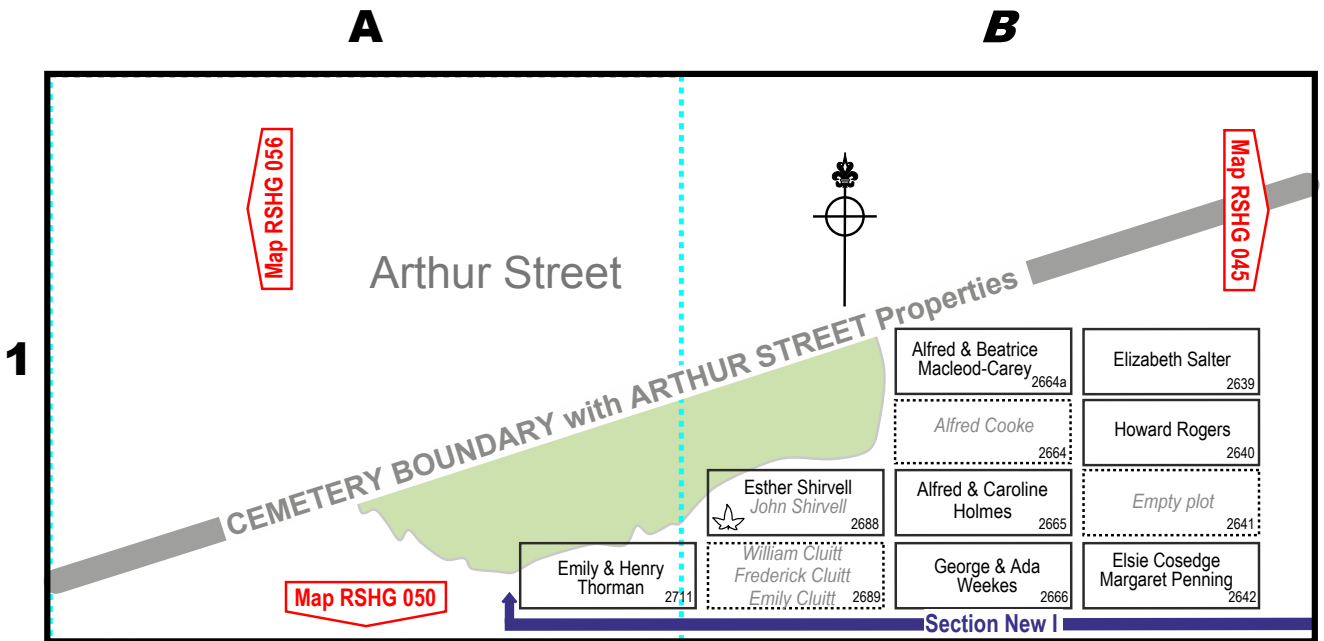 A
B
1
Map RSHG 056
Map RSHG 045
Arthur Street
CEMETERY BOUNDARY with ARTHUR STREET Properties
Alfred & Beatrice
Macleod-Carey
2664a
Elizabeth Salter
2639
Alfred Cooke
2664
Howard Rogers
2640
Esther Shirvell
John Shirvell
2688
Alfred & Caroline
Holmes
2665
Empty plot
2641
Emily & Henry
Thorman
2711
William Cluitt
Frederick Cluitt
Emily Cluitt
2689
George & Ada
Weekes
2666
Elsie Cosedge
Margaret Penning
2642
Map RSHG 050
Section New I